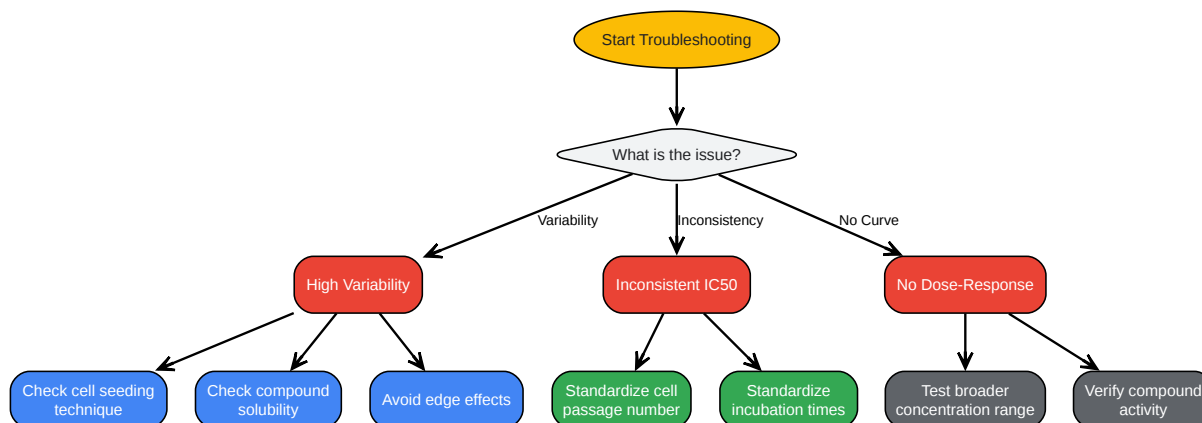 Start Troubleshooting
What is the issue?
Variability
Inconsistency
No Curve
High Variability
Inconsistent IC50
No Dose-Response
Check cell seeding
technique
Check compound
solubility
Avoid edge effects
Standardize cell
passage number
Standardize
incubation times
Test broader
concentration range
Verify compound
activity